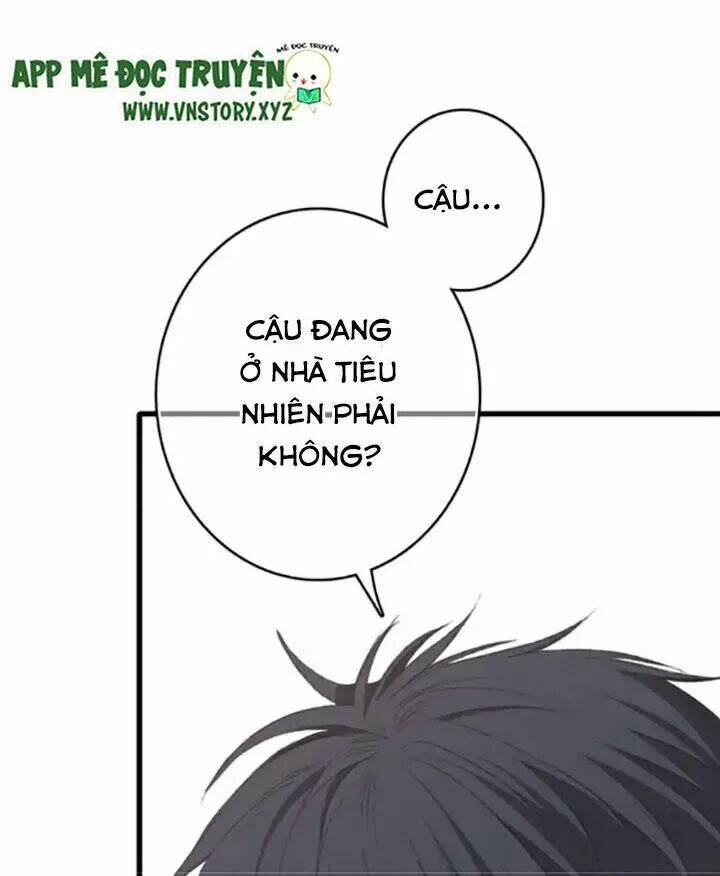 MÊ ĐỌC TRUYỆN
APP MÊ ĐỌC TRUYỆN
WWW.VNSTORY.XYZ
CẬU...
CẬU ĐANG
Ở NHÀ TIÊU
NHIÊN PHẢI
KHÔNG?